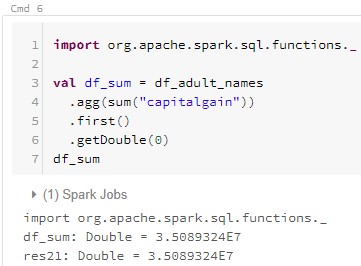 Cmd 6
1 import org.apache.spark.sql.functions._
2
3 val df_sum = df_adult_names
4   .agg(sum("capitalgain"))
5   .first()
6   .getDouble(0)
7 df_sum
▸ (1) Spark Jobs
import org.apache.spark.sql.functions._
df_sum: Double = 3.5089324E7
res21: Double = 3.5089324E7